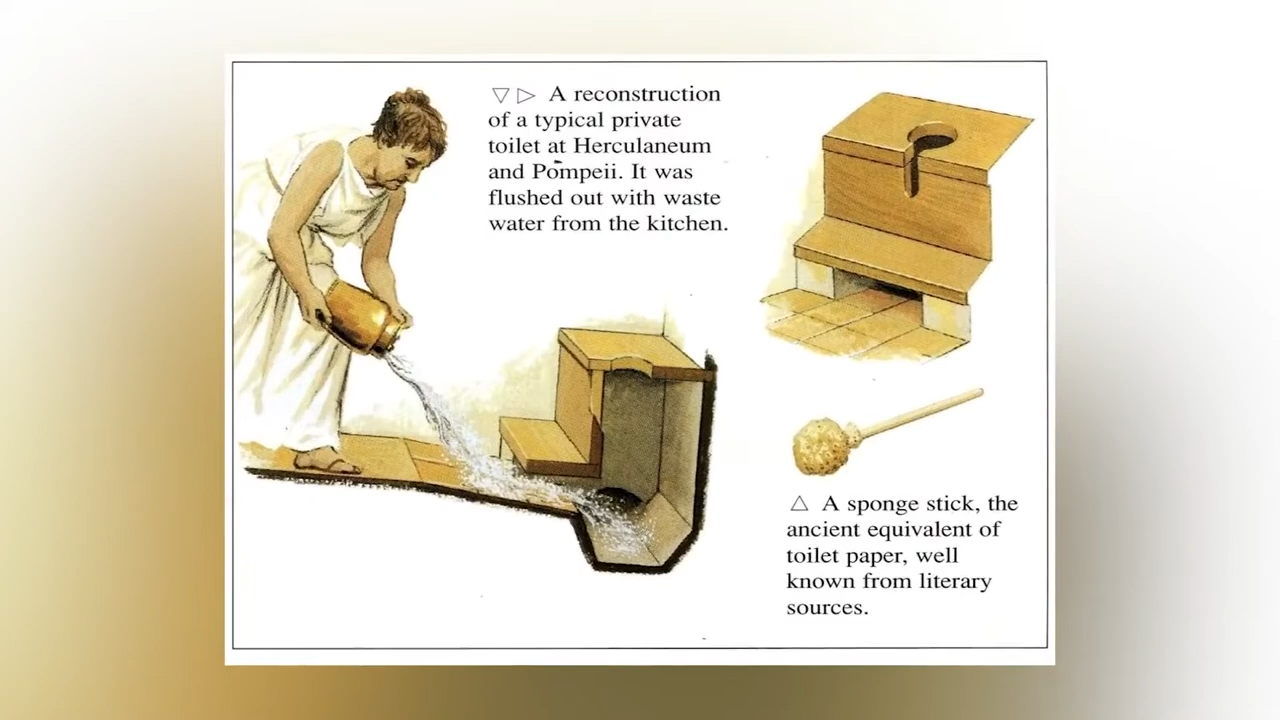 ▽ ▷ A reconstruction
of a typical private
toilet at Herculaneum
and Pompeii. It was
flushed out with waste
water from the kitchen.
△ A sponge stick, the
ancient equivalent of
toilet paper, well
known from literary
sources.